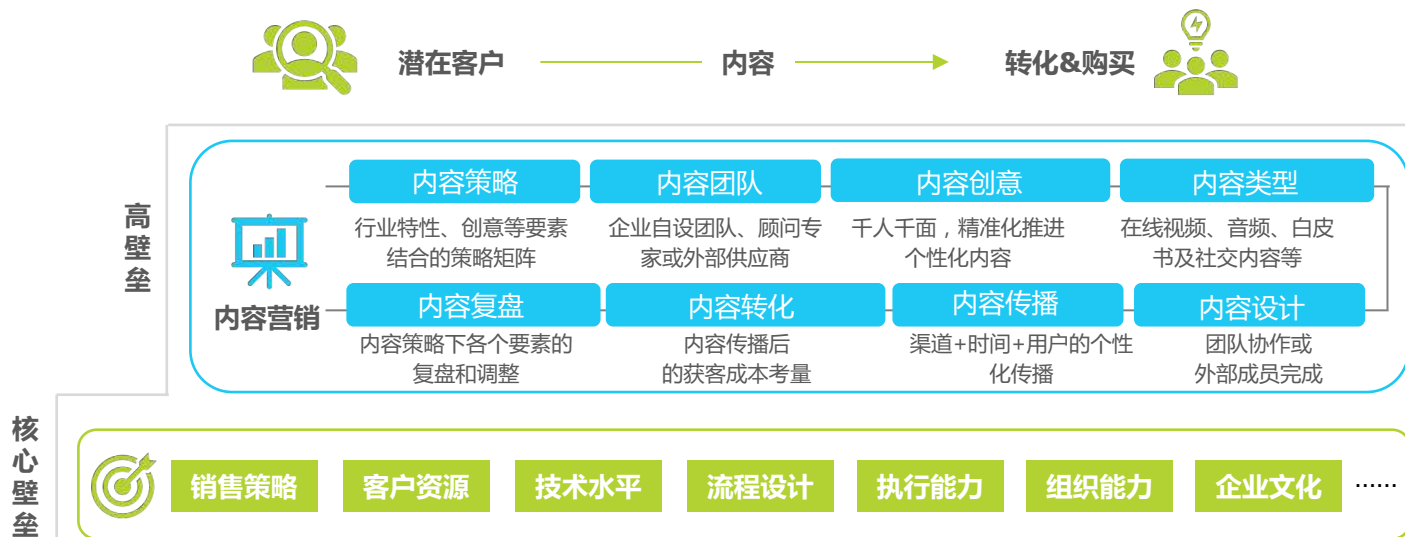 潜在客户
内容
转化&购买
高壁垒
内容营销
内容策略
行业特性、创意等要素
结合的策略矩阵
内容团队
企业自设团队、顾问专
家或外部供应商
内容创意
千人千面，精准化推进
个性化内容
内容类型
在线视频、音频、白皮
书及社交内容等
内容复盘
内容策略下各个要素的
复盘和调整
内容转化
内容传播后
的获客成本考量
内容传播
渠道+时间+用户的个性
化传播
内容设计
团队协作或
外部成员完成
核心壁垒
销售策略
客户资源
技术水平
流程设计
执行能力
组织能力
企业文化
……